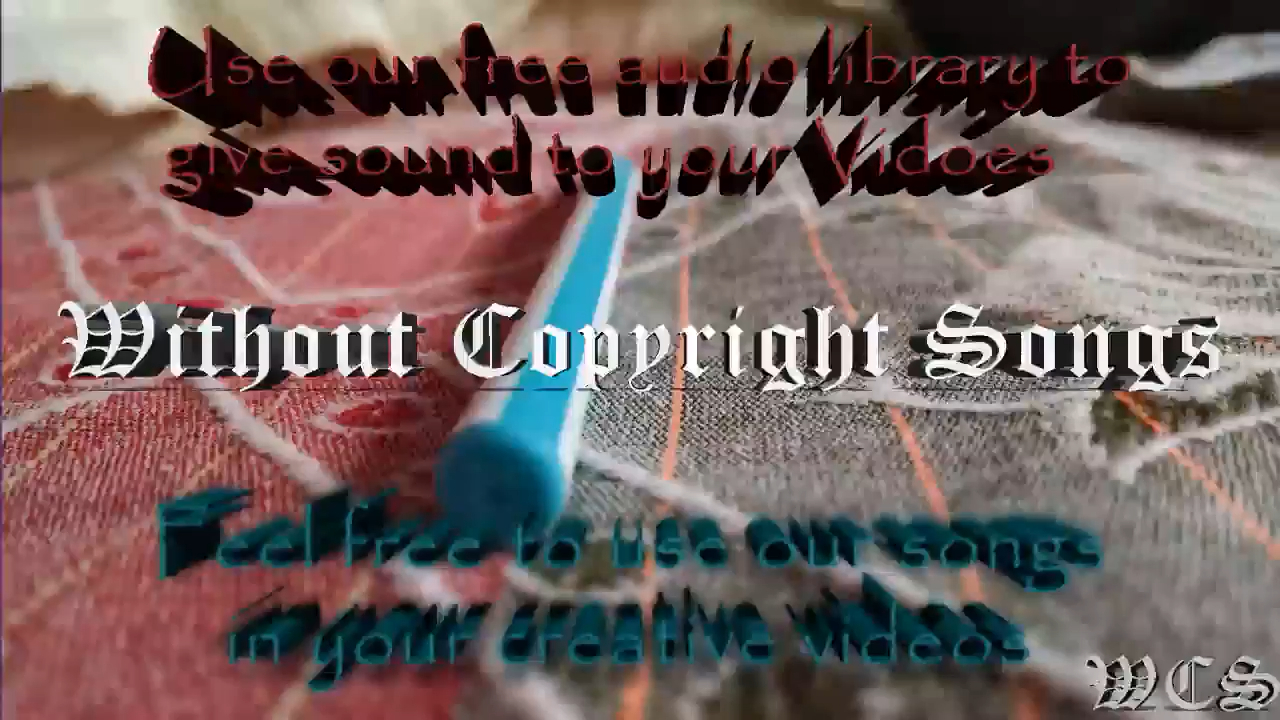 Use our free audio library to
give sound to your Vidoes
Without Copyright Songs
Feel free to use our songs
in your creative videos
WCS